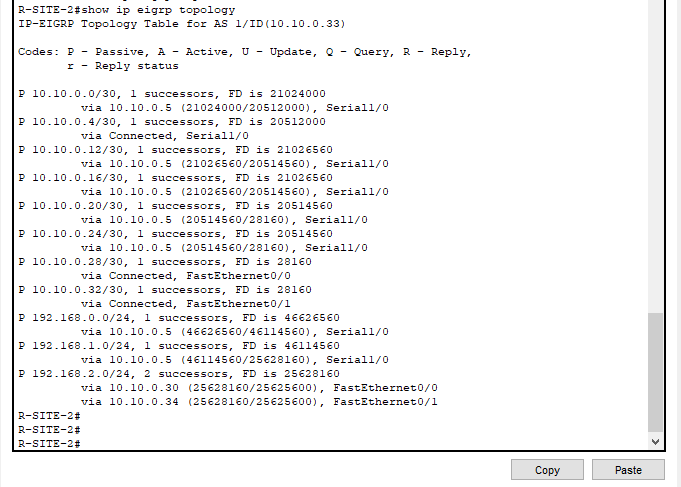 R-SITE-2#show ip eigrp topology
IP-EIGRP Topology Table for AS 1/ID(10.10.0.33)
Codes: P - Passive, A - Active, U - Update, Q - Query, R - Reply,
r - Reply status
P 10.10.0.0/30, 1 successors, FD is 21024000
via 10.10.0.5 (21024000/20512000), Serial1/0
P 10.10.0.4/30, 1 successors, FD is 20512000
via Connected, Serial1/0
P 10.10.0.12/30, 1 successors, FD is 21026560
via 10.10.0.5 (21026560/20514560), Serial1/0
P 10.10.0.16/30, 1 successors, FD is 21026560
via 10.10.0.5 (21026560/20514560), Serial1/0
P 10.10.0.20/30, 1 successors, FD is 20514560
via 10.10.0.5 (20514560/28160), Serial1/0
P 10.10.0.24/30, 1 successors, FD is 20514560
via 10.10.0.5 (20514560/28160), Serial1/0
P 10.10.0.28/30, 1 successors, FD is 28160
via Connected, FastEthernet0/0
P 10.10.0.32/30, 1 successors, FD is 28160
via Connected, FastEthernet0/1
P 192.168.0.0/24, 1 successors, FD is 46626560
via 10.10.0.5 (46626560/46114560), Serial1/0
P 192.168.1.0/24, 1 successors, FD is 46114560
via 10.10.0.5 (46114560/25628160), Serial1/0
P 192.168.2.0/24, 2 successors, FD is 25628160
via 10.10.0.30 (25628160/25625600), FastEthernet0/0
via 10.10.0.34 (25628160/25625600), FastEthernet0/1
R-SITE-2#
R-SITE-2#
R-SITE-2#
Copy Paste